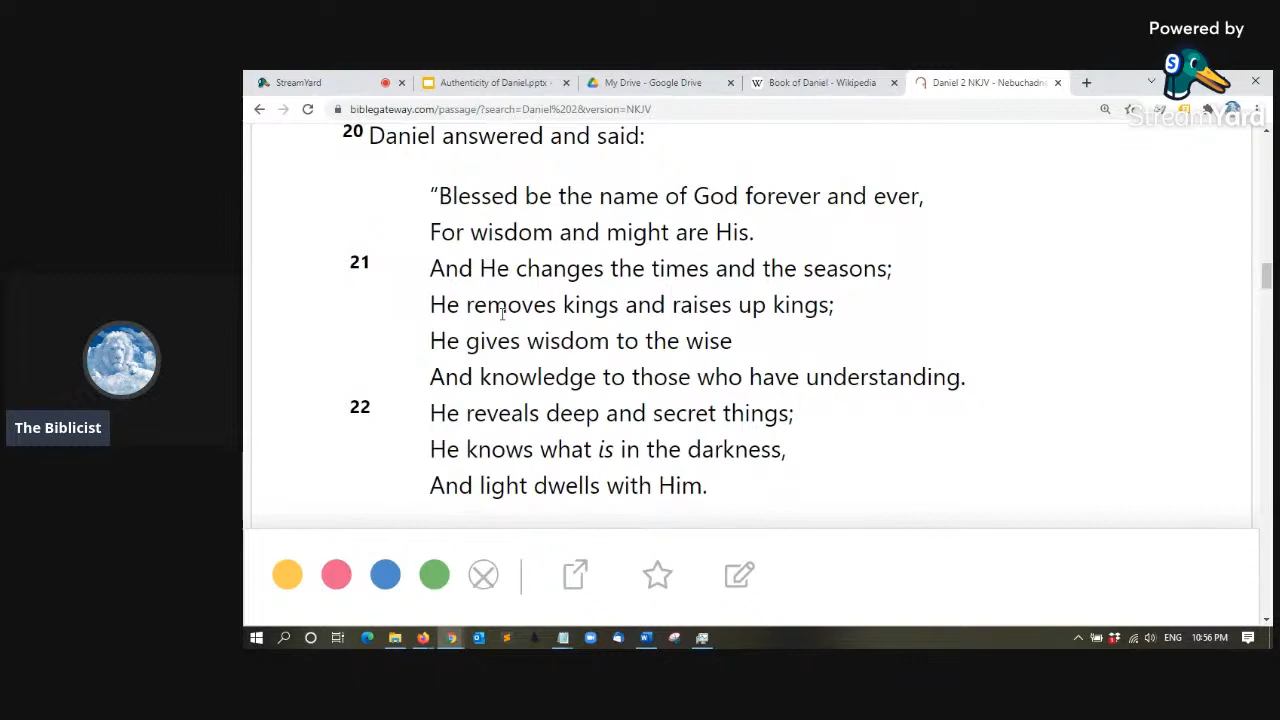 Powered by
StreamYard
StreamYard
Authenticity of Daniel.pptx -
My Drive - Google Drive
Book of Daniel - Wikipedia
Daniel 2 NKJV - Nebuchadne
biblegateway.com/passage/?search=Daniel%202&version=NKJV
20 Daniel answered and said:
“Blessed be the name of God forever and ever,
For wisdom and might are His.
21 And He changes the times and the seasons;
He removes kings and raises up kings;
He gives wisdom to the wise
And knowledge to those who have understanding.
22 He reveals deep and secret things;
He knows what is in the darkness,
And light dwells with Him.
The Biblicist
ENG
10:56 PM